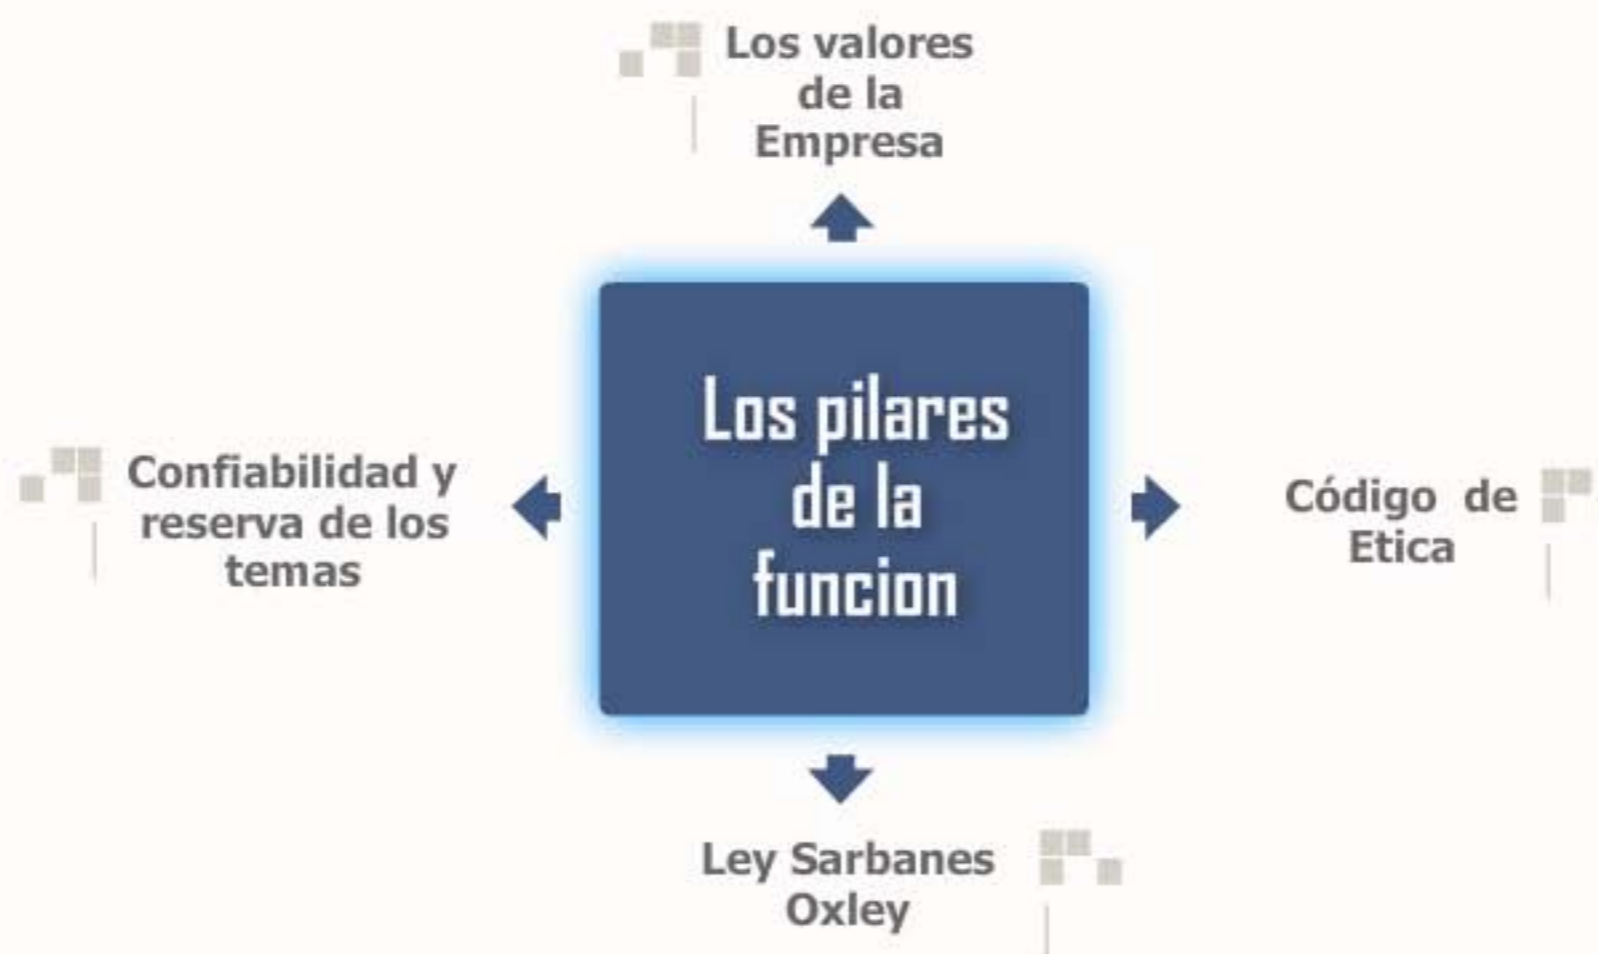 Los valores
de la
Empresa
Confiabilidad y
reserva de los
temas
Los pilares
de la
funcion
Código de
Etica
Ley Sarbanes
Oxley